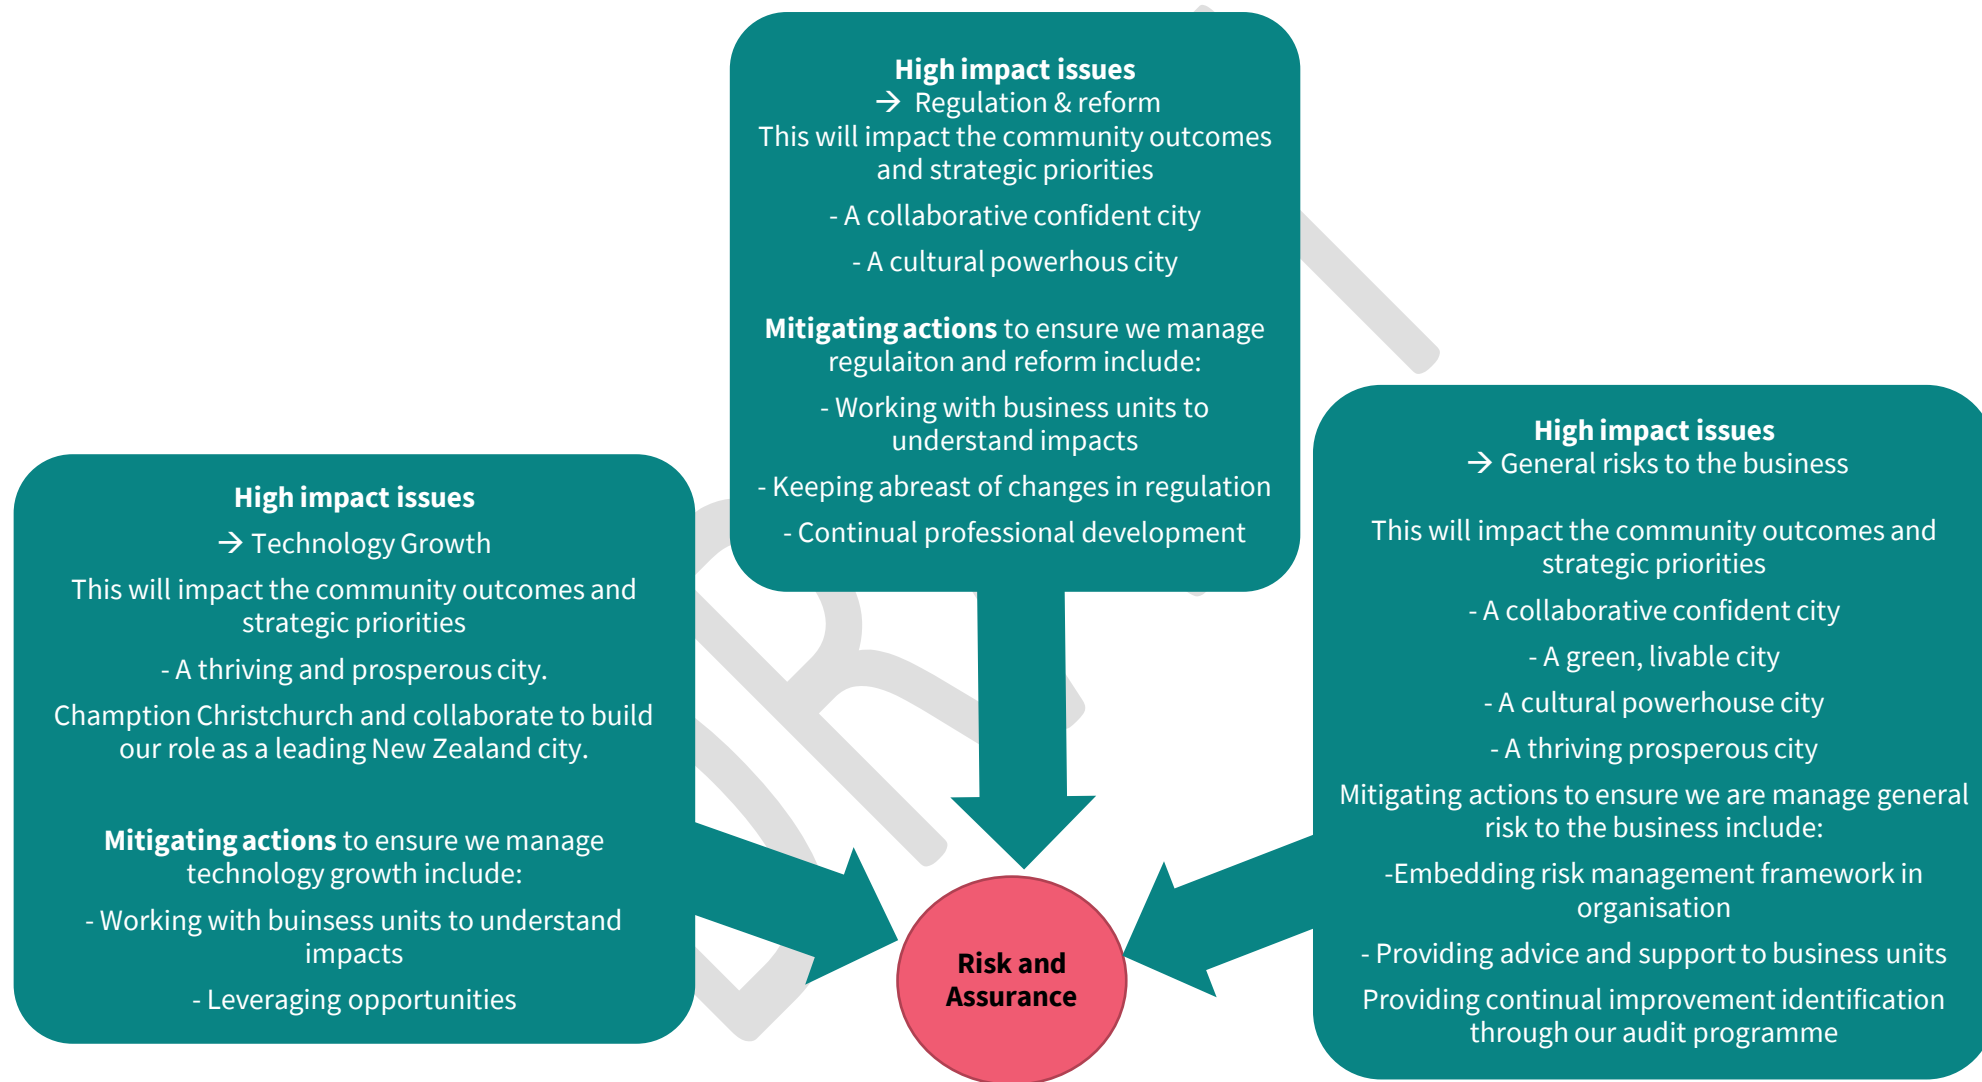 High impact issues
→ Technology Growth
This will impact the community outcomes and
strategic priorities
- A thriving and prosperous city.
Chamption Christchurch and collaborate to build
our role as a leading New Zealand city.
Mitigating actions to ensure we manage
technology growth include:
- Working with buinsess units to understand
impacts
- Leveraging opportunities
High impact issues
→ Regulation & reform
This will impact the community outcomes
and strategic priorities
- A collaborative confident city
- A cultural powerhous city
Mitigating actions to ensure we manage
regulaiton and reform include:
- Working with business units to
understand impacts
- Keeping abreast of changes in regulation
- Continual professional development
High impact issues
→ General risks to the business
This will impact the community outcomes and
strategic priorities
- A collaborative confident city
- A green, livable city
- A cultural powerhouse city
- A thriving prosperous city
Mitigating actions to ensure we are manage general
risk to the business include:
-Embedding risk management framework in
organisation
- Providing advice and support to business units
Providing continual improvement identification
through our audit programme
Risk and
Assurance